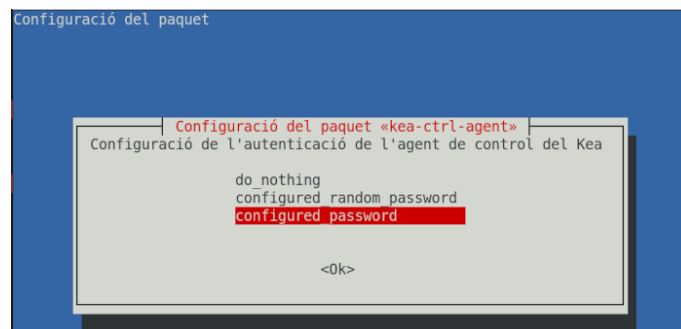 Configuració del paquet
Configuració del paquet «kea-ctrl-agent»
Configuració de l'autenticació de l'agent de control del Kea
do_nothing
configured_random_password
configured_password
<Ok>